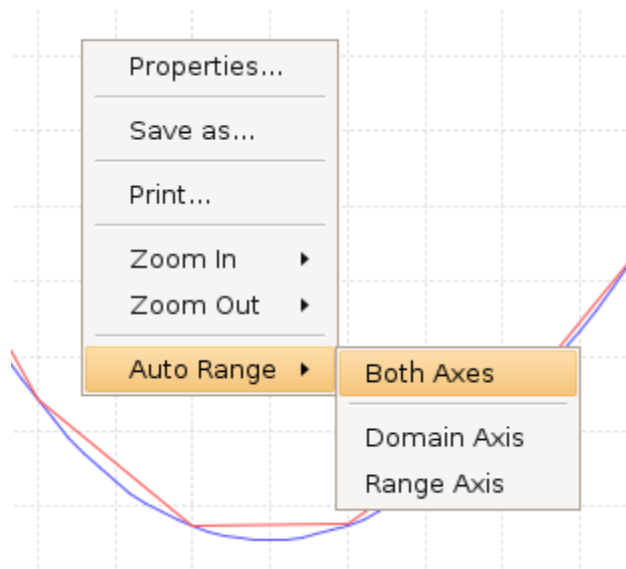 Properties...
Save as...
Print...
Zoom In
Zoom Out
Auto Range
Both Axes
Domain Axis
Range Axis